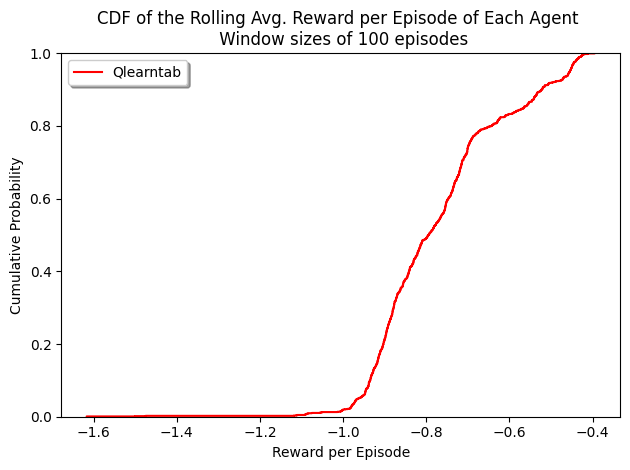 CDF of the Rolling Avg. Reward per Episode of Each Agent
Window sizes of 100 episodes
Qlearntab
Cumulative Probability
1.0
0.8
0.6
0.4
0.2
0.0
−1.6 −1.4 −1.2 −1.0 −0.8 −0.6 −0.4
Reward per Episode